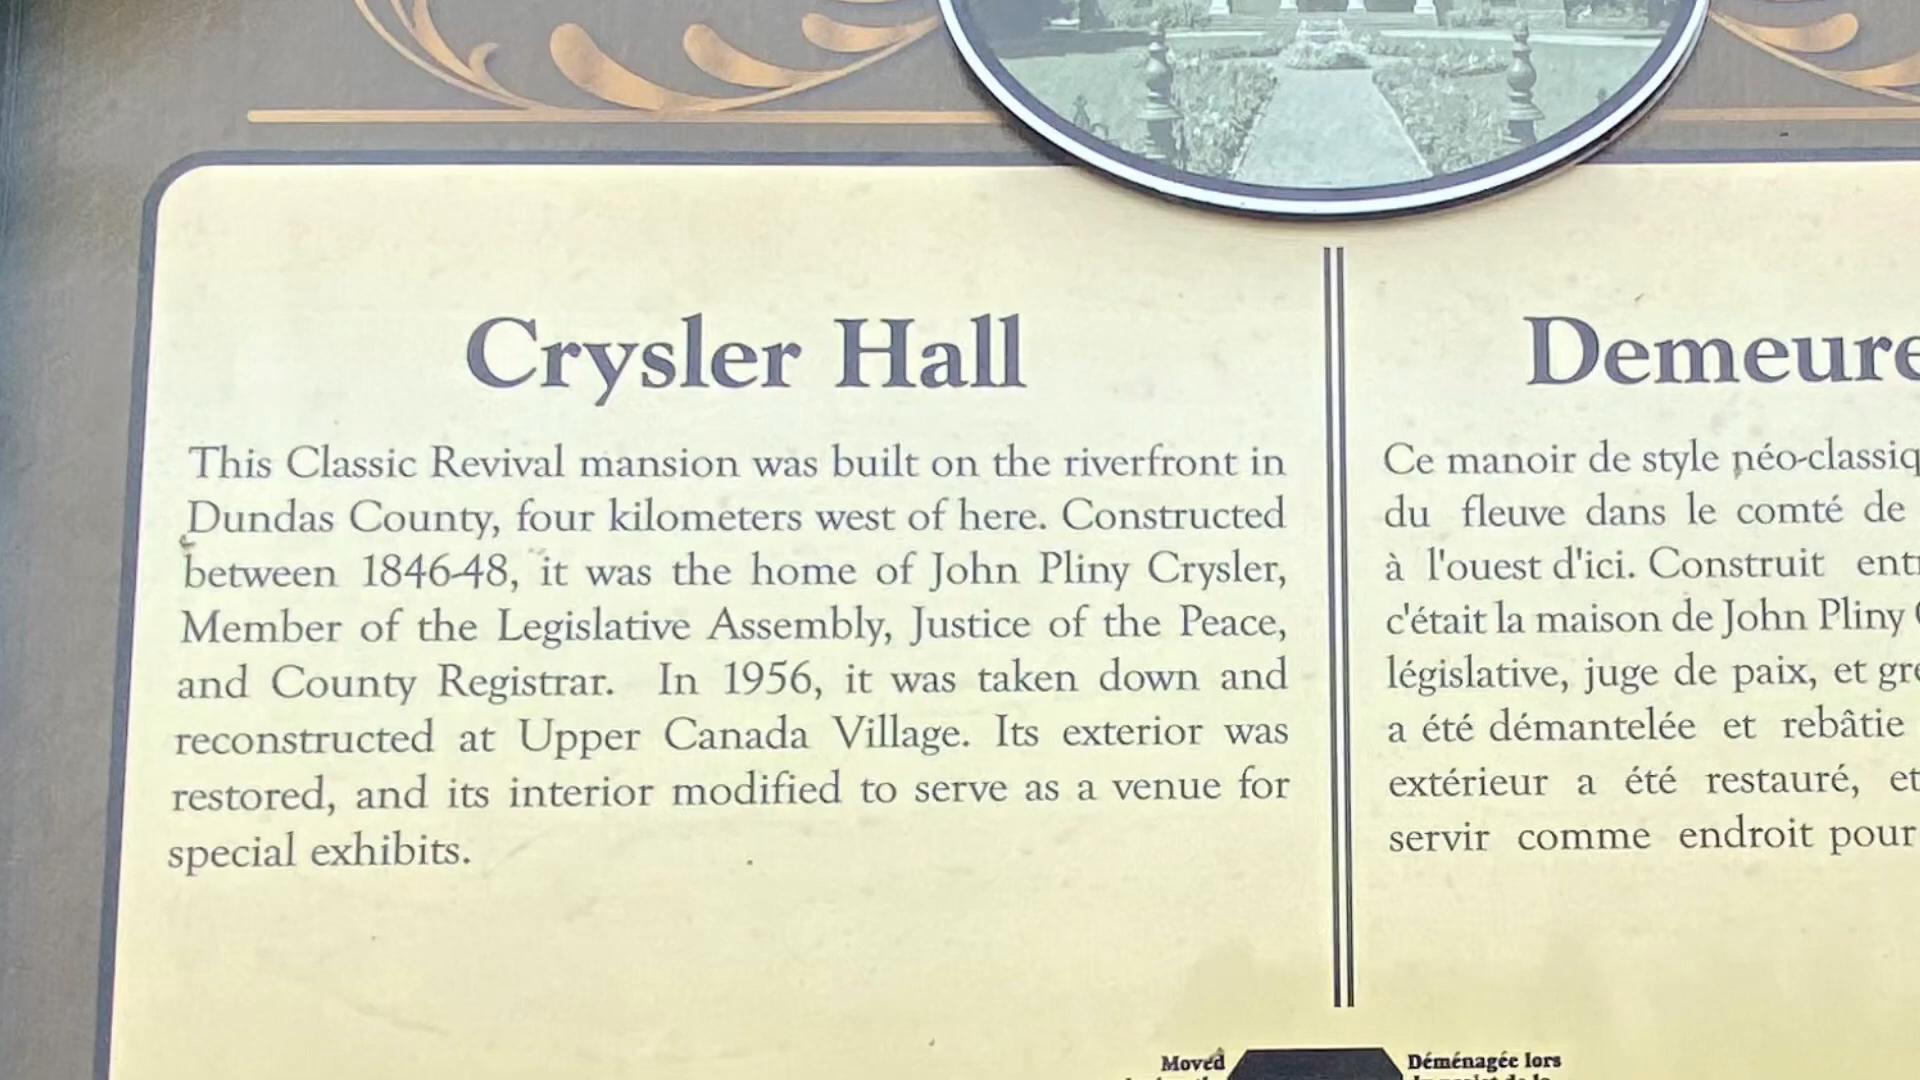 Crysler Hall
This Classic Revival mansion was built on the riverfront in
Dundas County, four kilometers west of here. Constructed
between 1846-48, it was the home of John Pliny Crysler,
Member of the Legislative Assembly, Justice of the Peace,
and County Registrar. In 1956, it was taken down and
reconstructed at Upper Canada Village. Its exterior was
restored, and its interior modified to serve as a venue for
special exhibits.
Demeure
Ce manoir de style néo-classiq
du fleuve dans le comté de
à l'ouest d'ici. Construit entr
c'était la maison de John Pliny
législative, juge de paix, et gre
a été démantelée et rebâtie
extérieur a été restauré, et
servir comme endroit pour
Moved
Déménagée lors